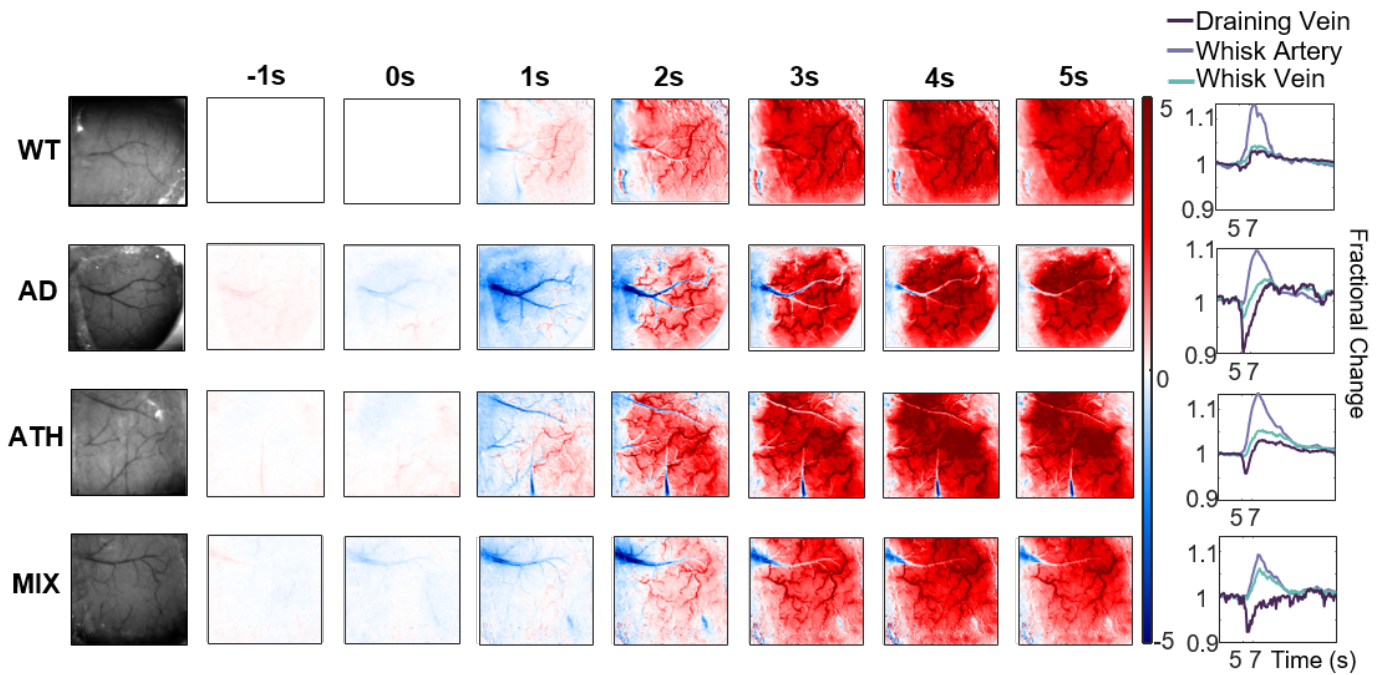 Draining Vein
Whisk Artery
Whisk Vein
-1s 0s 1s 2s 3s 4s 5s
WT
5
1.1
1
0.9
5 7
AD
1.1
1
0.9
5 7
0
Fractional Change
ATH
1.1
1
0.9
5 7
MIX
-5
1.1
1
0.9
5 7 Time (s)